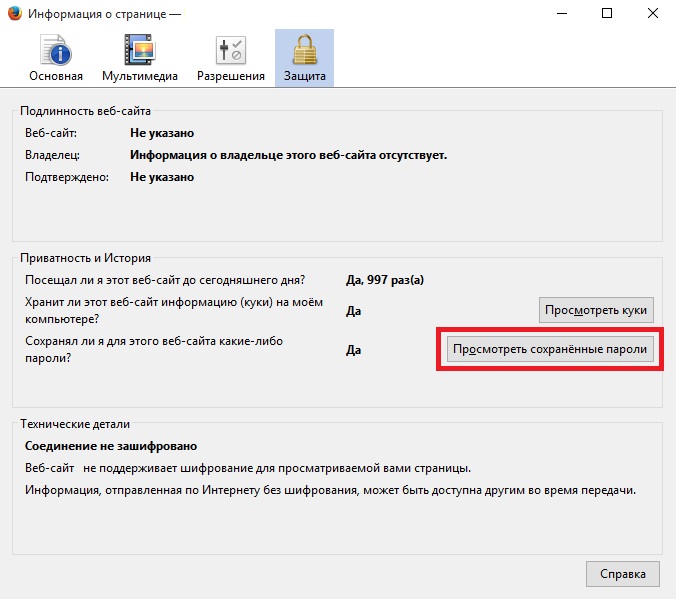 Информация о странице —
Основная
Мультимедиа
Разрешения
Защита
Подлинность веб-сайта
Веб-сайт: Не указано
Владелец: Информация о владельце этого веб-сайта отсутствует.
Подтверждено: Не указано
Приватность и История
Посещал ли я этот веб-сайт до сегодняшнего дня? Да, 997 раз(а)
Хранит ли этот веб-сайт информацию (куки) на моём
компьютере?
Да
Просмотреть куки
Сохранял ли я для этого веб-сайта какие-либо
пароли?
Да
Просмотреть сохранённые пароли
Технические детали
Соединение не зашифровано
Веб-сайт не поддерживает шифрование для просматриваемой вами страницы.
Информация, отправленная по Интернету без шифрования, может быть доступна другим во время передачи.
Справка